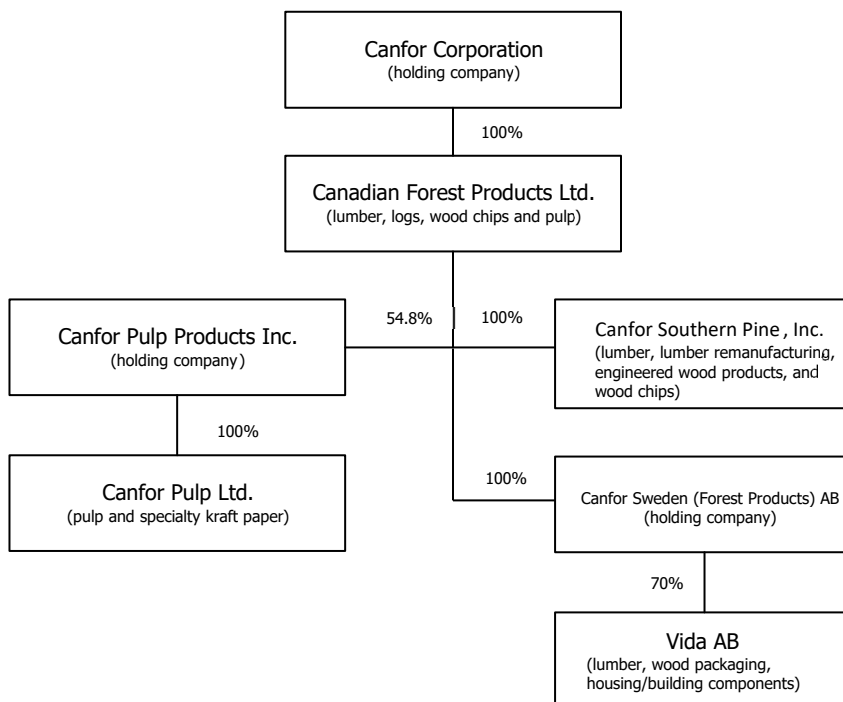 Canfor Corporation
(holding company)
100%
Canadian Forest Products Ltd.
(lumber, logs, wood chips and pulp)
54.8%
100%
Canfor Pulp Products Inc.
(holding company)
Canfor Southern Pine, Inc.
(lumber, lumber remanufacturing,
engineered wood products, and
wood chips)
100%
Canfor Pulp Ltd.
(pulp and specialty kraft paper)
100%
Canfor Sweden (Forest Products) AB
(holding company)
70%
Vida AB
(lumber, wood packaging,
housing/building components)